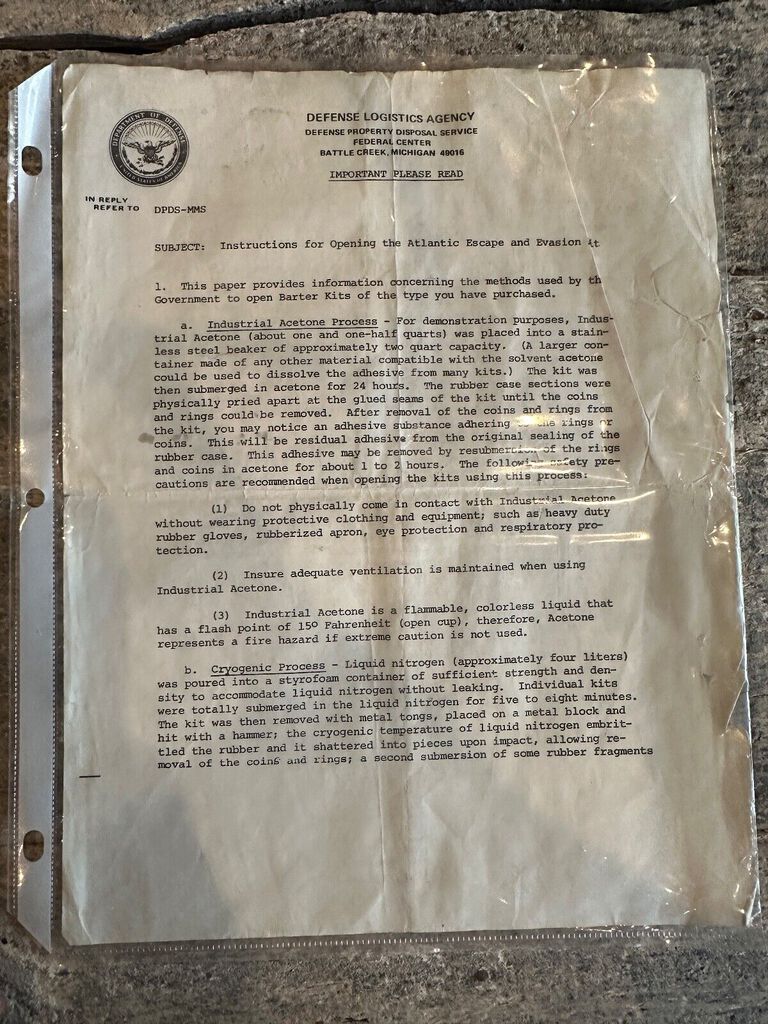 DEPARTMENT OF DEFENSE
UNITED STATES OF AMERICA
DEFENSE LOGISTICS AGENCY
DEFENSE PROPERTY DISPOSAL SERVICE
FEDERAL CENTER
BATTLE CREEK, MICHIGAN 49016
IMPORTANT PLEASE READ
IN REPLY
REFER TO DPDS-MMS
SUBJECT: Instructions for Opening the Atlantic Escape and Evasion it
1. This paper provides information concerning the methods used by th
Government to open Barter Kits of the type you have purchased.
a. Industrial Acetone Process - For demonstration purposes, Indus-
trial Acetone (about one and one-half quarts) was placed into a stain-
less steel beaker of approximately two quart capacity. (A larger con-
tainer made of any other material compatible with the solvent acetone
could be used to dissolve the adhesive from many kits.) The kit was
then submerged in acetone for 24 hours. The rubber case sections were
physically pried apart at the glued seams of the kit until the coins
and rings could be removed. After removal of the coins and rings from
the kit, you may notice an adhesive substance adhering to the rings or
coins. This will be residual adhesive from the original sealing of the
rubber case. This adhesive may be removed by resubmersion of the rings
and coins in acetone for about 1 to 2 hours. The following safety pre-
cautions are recommended when opening the kits using this process:
(1) Do not physically come in contact with Industrial Acetone
without wearing protective clothing and equipment; such as heavy duty
rubber gloves, rubberized apron, eye protection and respiratory pro-
tection.
(2) Insure adequate ventilation is maintained when using
Industrial Acetone.
(3) Industrial Acetone is a flammable, colorless liquid that
has a flash point of 15º Fahrenheit (open cup), therefore, Acetone
represents a fire hazard if extreme caution is not used.
b. Cryogenic Process - Liquid nitrogen (approximately four liters)
was poured into a styrofoam container of sufficient strength and den-
sity to accommodate liquid nitrogen without leaking. Individual kits
were totally submerged in the liquid nitrogen for five to eight minutes.
The kit was then removed with metal tongs, placed on a metal block and
hit with a hammer; the cryogenic temperature of liquid nitrogen embrit-
tled the rubber and it shattered into pieces upon impact, allowing re-
moval of the coins and rings; a second submersion of some rubber fragments